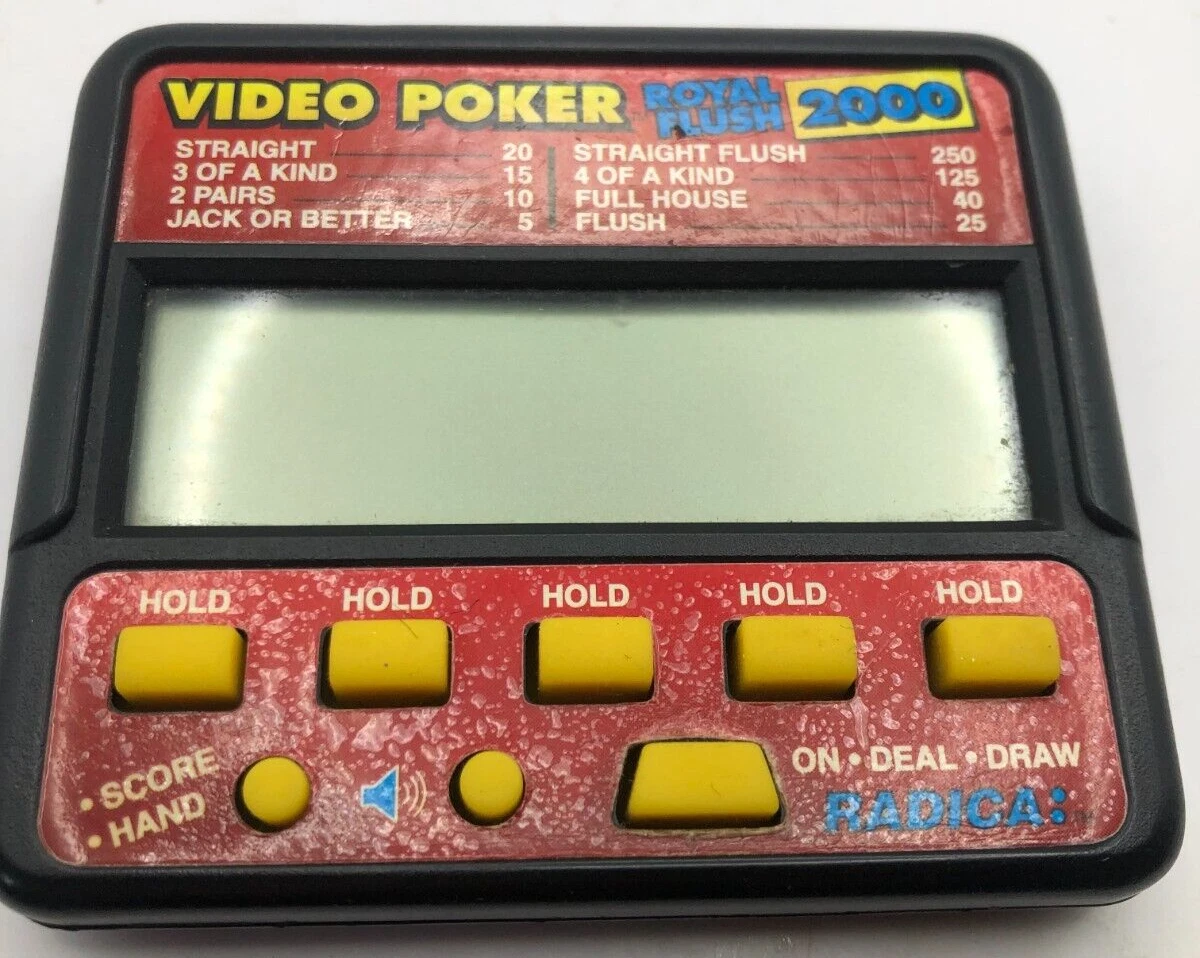 VIDEO POKER ROYAL FLUSH 2000
STRAIGHT 20
3 OF A KIND 15
2 PAIRS 10
JACK OR BETTER 5
STRAIGHT FLUSH 250
4 OF A KIND 125
FULL HOUSE 40
FLUSH 25
HOLD HOLD HOLD HOLD HOLD
• SCORE
• HAND
ON • DEAL • DRAW
RADICA: